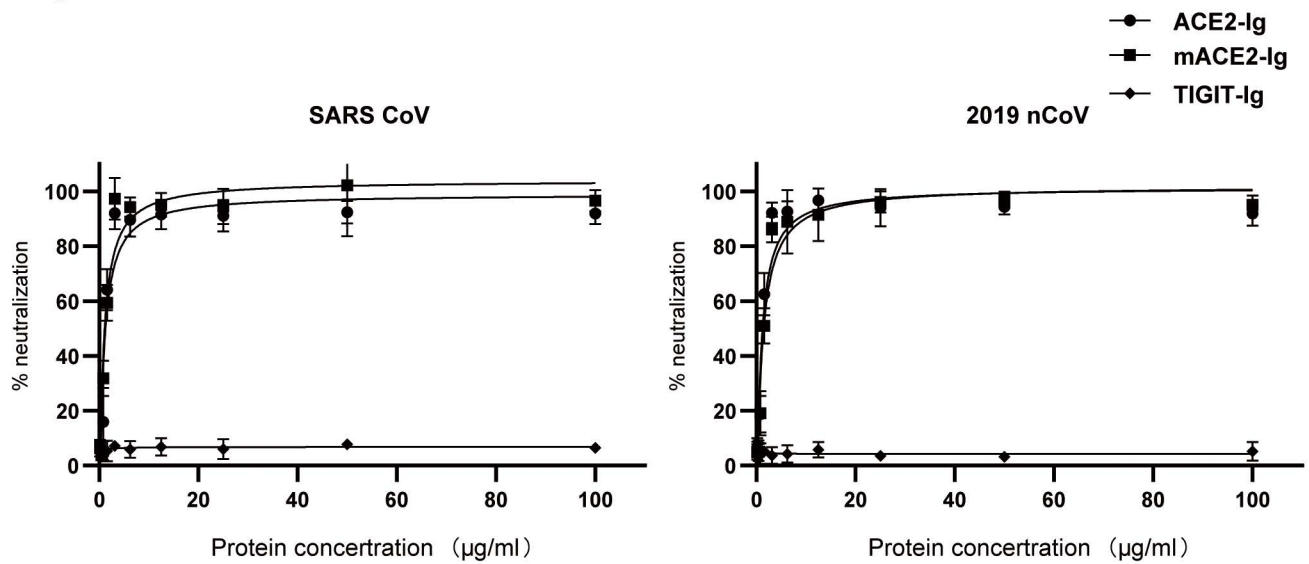 ACE2-Ig
mACE2-Ig
TIGIT-Ig
SARS CoV
% neutralization
100
80
60
40
20
0
0 20 40 60 80 100
Protein concertration （μg/ml）
2019 nCoV
% neutralization
100
80
60
40
20
0
0 20 40 60 80 100
Protein concertration （μg/ml）